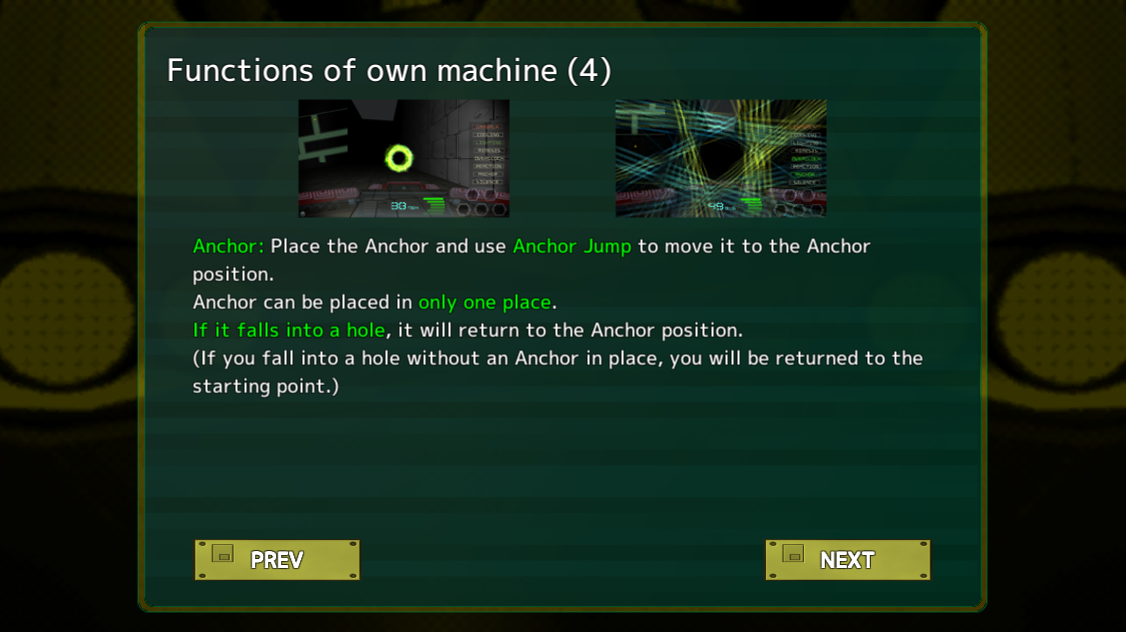 Functions of own machine (4)
Anchor: Place the Anchor and use Anchor Jump to move it to the Anchor
position.
Anchor can be placed in only one place.
If it falls into a hole, it will return to the Anchor position.
(If you fall into a hole without an Anchor in place, you will be returned to the
starting point.)
PREV
NEXT